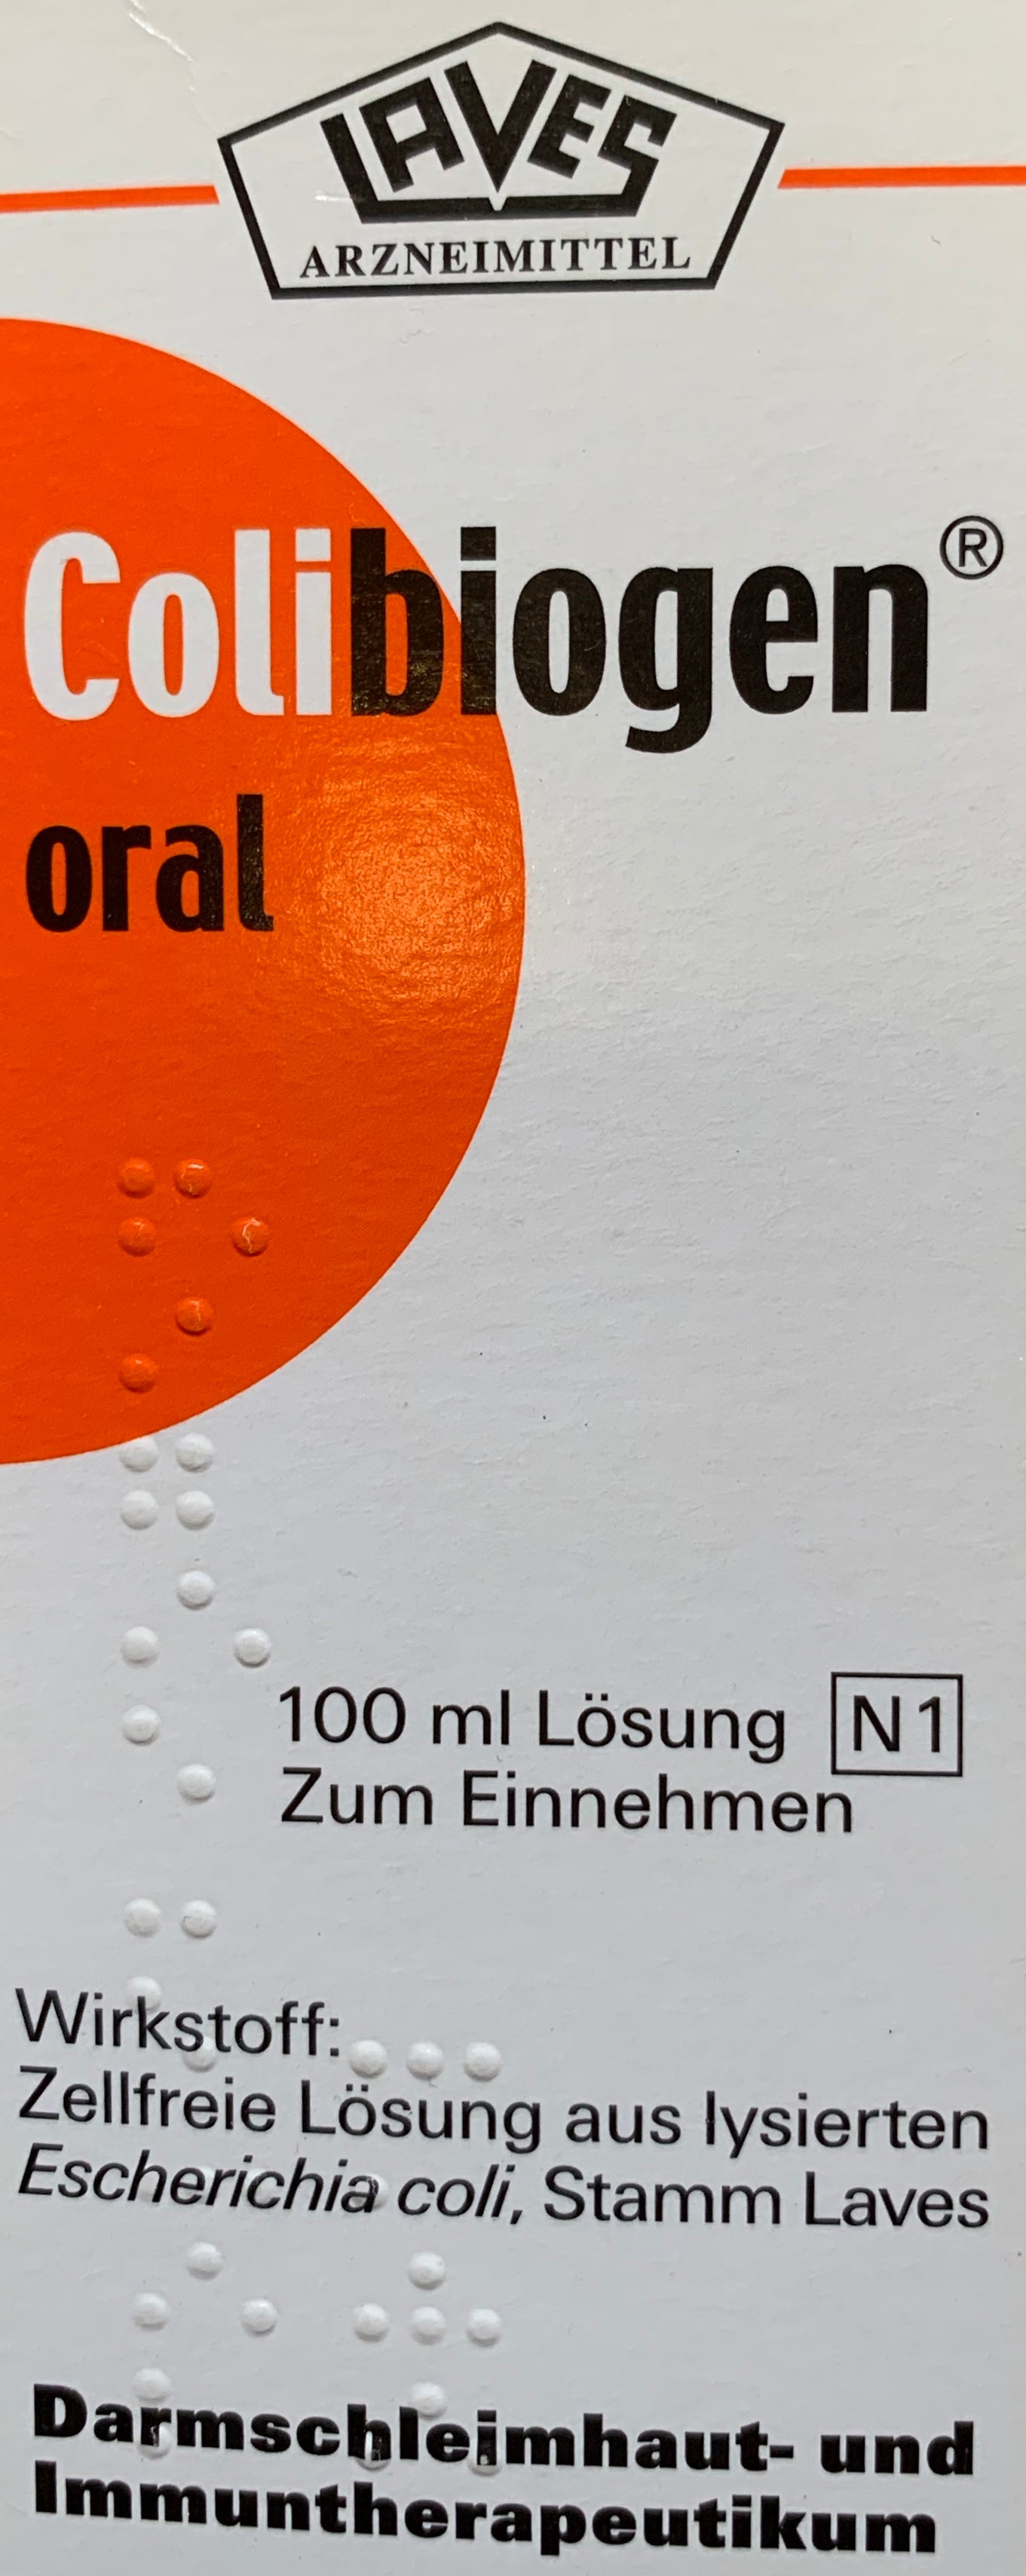 LAVES
ARZNEIMITTEL
Colibiogen®
oral
100 ml Lösung N1
Zum Einnehmen
Wirkstoff:
Zellfreie Lösung aus lysierten
Escherichia coli, Stamm Laves
Darmschleimhaut- und
Immuntherapeutikum